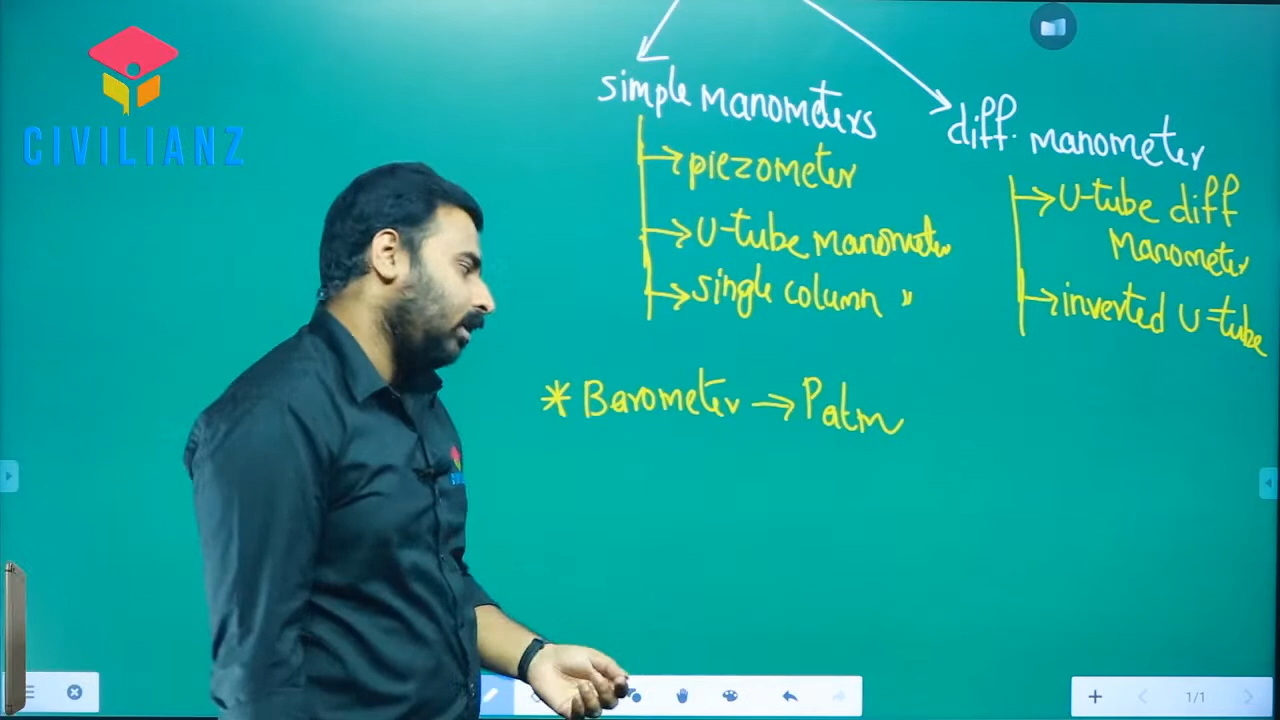 CIVILIANZ
simple manometers
piezometer
U-tube manometer
single column "
diff. manometer
U-tube diff
Manometer
inverted U-tube
* Barometer → Patm
CIVILIANZ
1/1